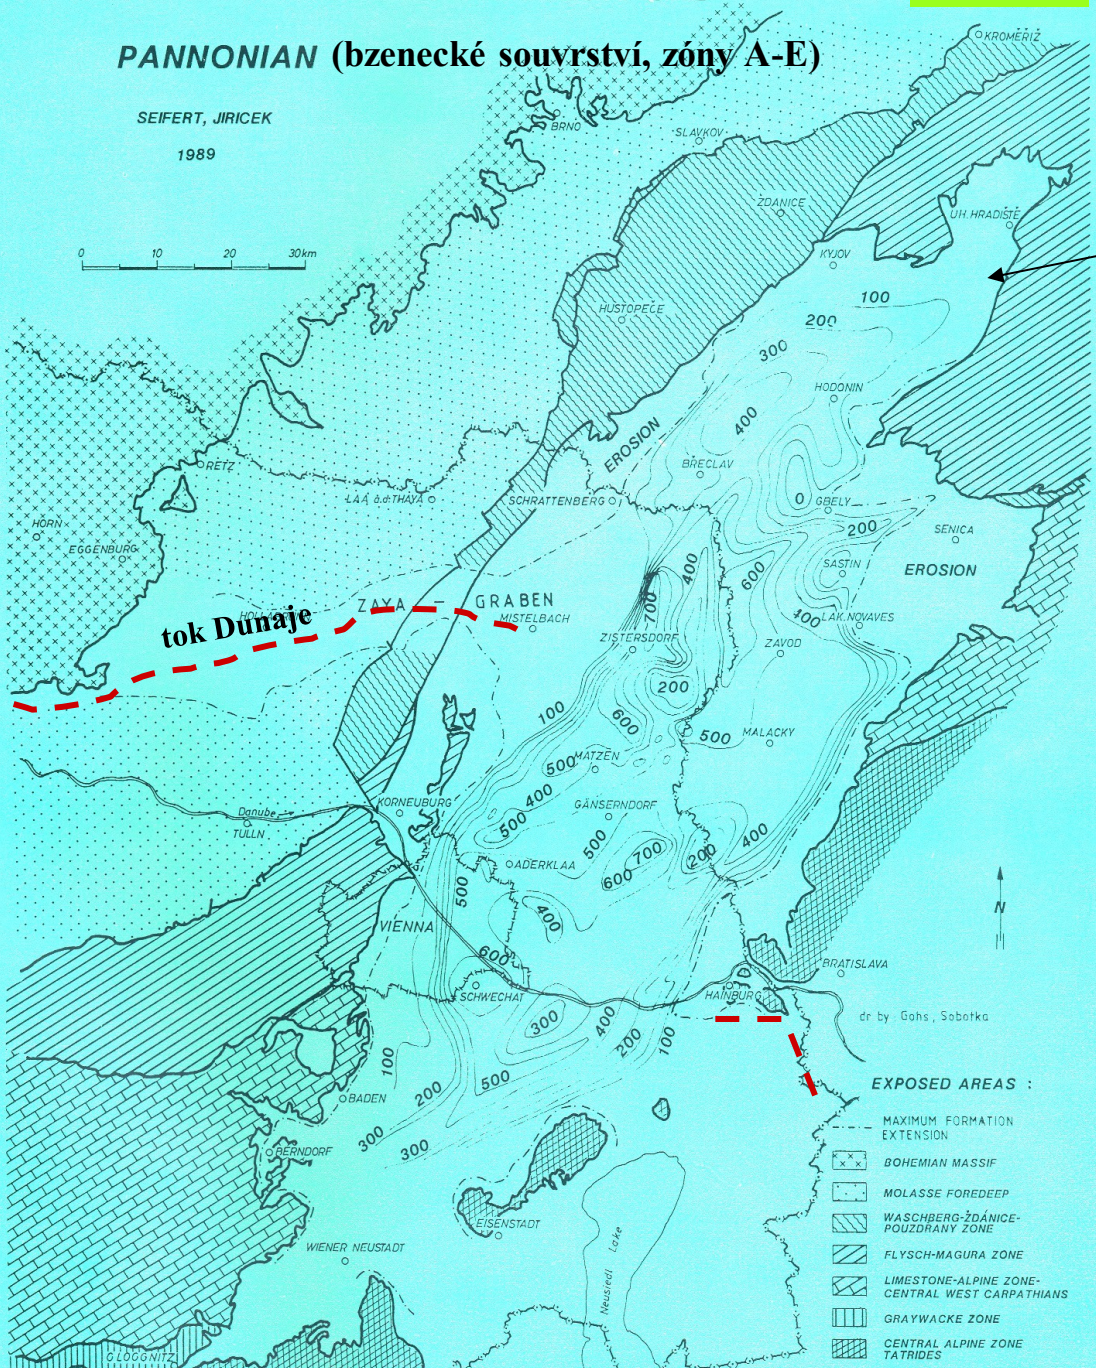 PANNONIAN (bzenecké souvrství, zóny A-E)
SEIFERT, JIRICEK
1989
0 10 20 30km
KROMĚŘÍŽ
BRNO
SLAVKOV
ŽDANICE
UH. HRADIŠTĚ
KYJOV
HUSTOPEČE
100
200
300
HODONIN
400
EROSION
BŘECLAV
RETZ
LAA a.d. THAYA
SCHRATTENBERG
0
GBELY
200
SENICA
HORN
EGGENBURG
400
600
SASTIN
EROSION
ZAYA – GRABEN
700
tok Dunaje
MISTELBACH
400
LAK. NOVAVES
ZISTERSDORF
ZAVOD
200
100
600
500
MALACKY
500
MATZEN
400
KORNEUBURG
GÄNSERNDORF
Danube
TULLN
500
500
700
200
400
ADERKLAA
600
500
400
VIENNA
600
BRATISLAVA
SCHWECHAT
HAINBURG
N
300
400
200
100
dr by : Gohs, Sobotka
100
500
200
BADEN
300
300
BERNDORF
EISENSTADT
WIENER NEUSTADT
Neusiedl Lake
GLOGGNITZ
EXPOSED AREAS :
MAXIMUM FORMATION
EXTENSION
BOHEMIAN MASSIF
MOLASSE FOREDEEP
WASCHBERG-ŽDÁNICE-
POUZDRANY ZONE
FLYSCH-MAGURA ZONE
LIMESTONE-ALPINE ZONE-
CENTRAL WEST CARPATHIANS
GRAYWACKE ZONE
CENTRAL ALPINE ZONE
TATRIDES